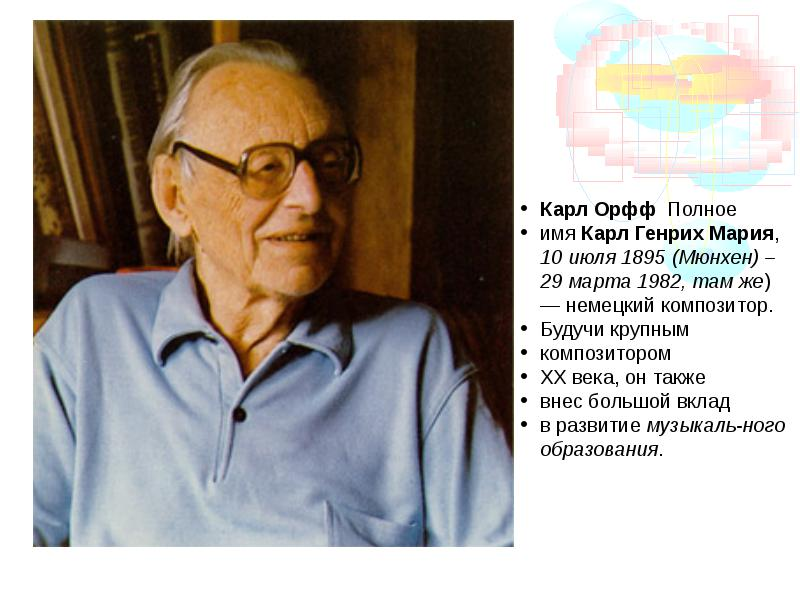 • Карл Орфф Полное
• имя Карл Генрих Мария,
10 июля 1895 (Мюнхен) –
29 марта 1982, там же)
— немецкий композитор.
• Будучи крупным
• композитором
• XX века, он также
• внес большой вклад
• в развитие музыкаль-ного
образования.